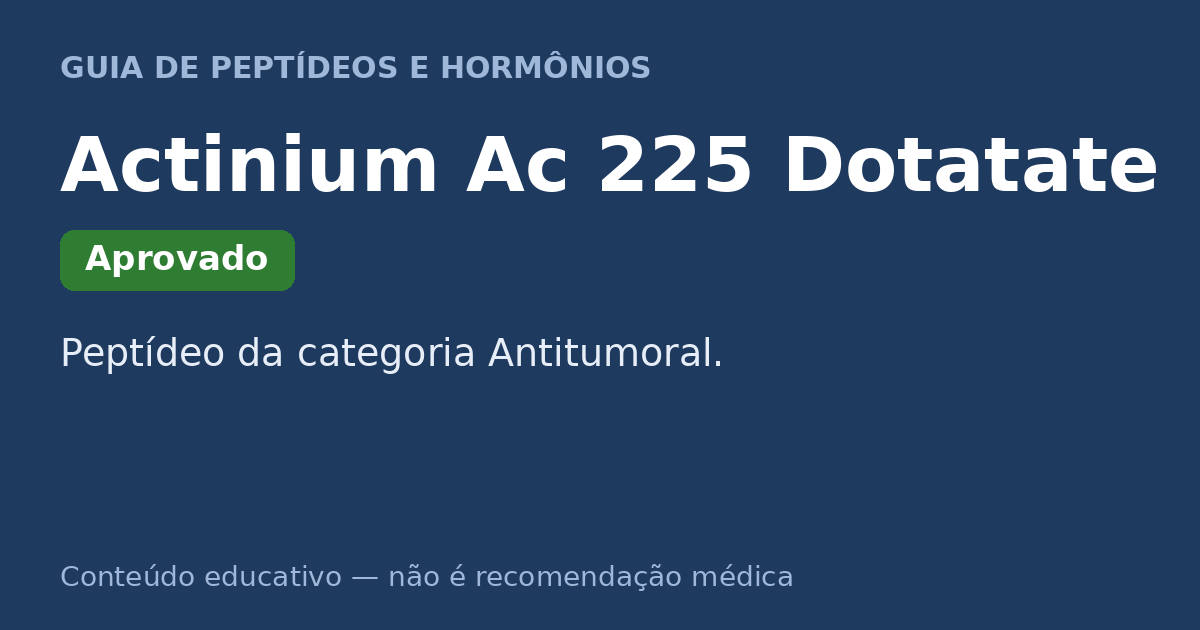 GUIA DE PEPTÍDEOS E HORMÔNIOS
Actinium Ac 225 Dotatate
Aprovado
Peptídeo da categoria Antitumoral.
Conteúdo educativo — não é recomendação médica